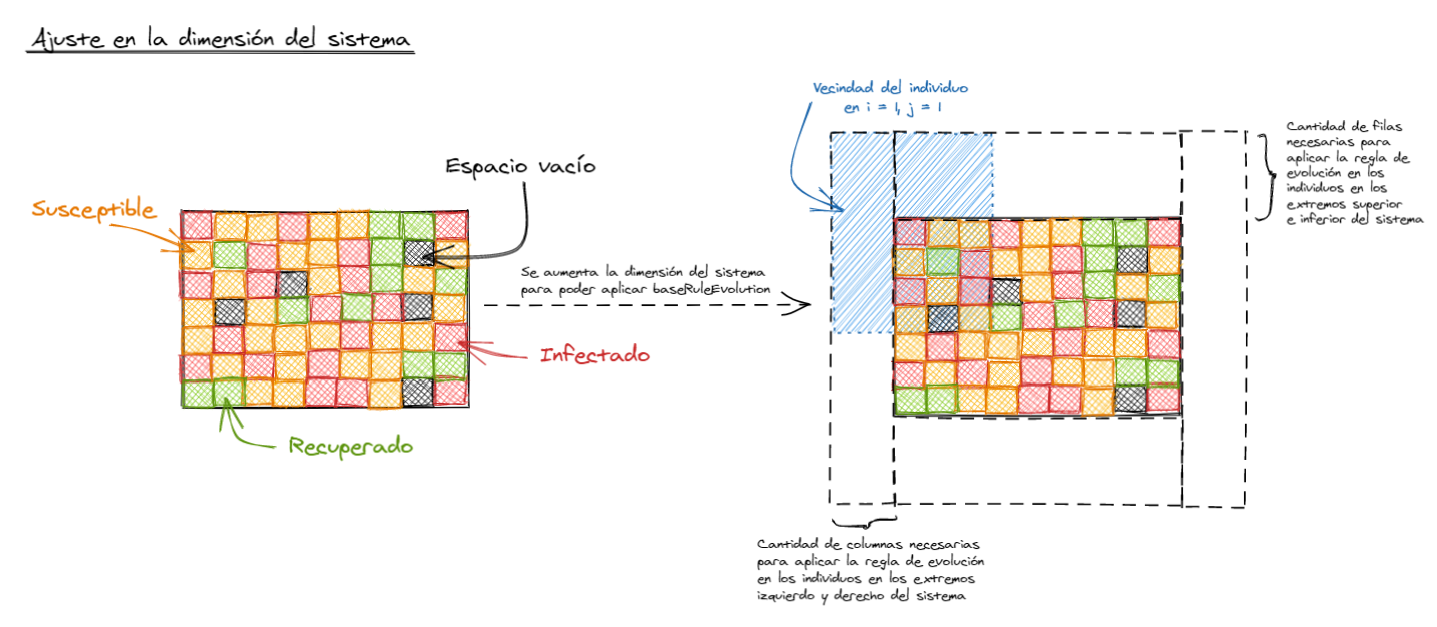 Ajuste en la dimensión del sistema
Vecindad del individuo
en i = 1, j = 1
Cantidad de filas
necesarias para
aplicar la regla de
evolución en los
individuos en los
extremos superior
e inferior del sistema
Espacio vacío
Susceptible
Se aumenta la dimensión del sistema
para poder aplicar baseRuleEvolution
Infectado
Recuperado
Cantidad de columnas necesarias
para aplicar la regla de evolución
en los individuos en los extremos
izquierdo y derecho del sistema